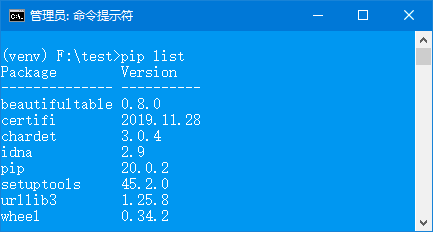 管理员: 命令提示符
(venv) F:\test>pip list
Package       Version
------------- ----------
beautifultable 0.8.0
certifi       2019.11.28
chardet       3.0.4
idna          2.9
pip           20.0.2
setuptools    45.2.0
urllib3       1.25.8
wheel         0.34.2